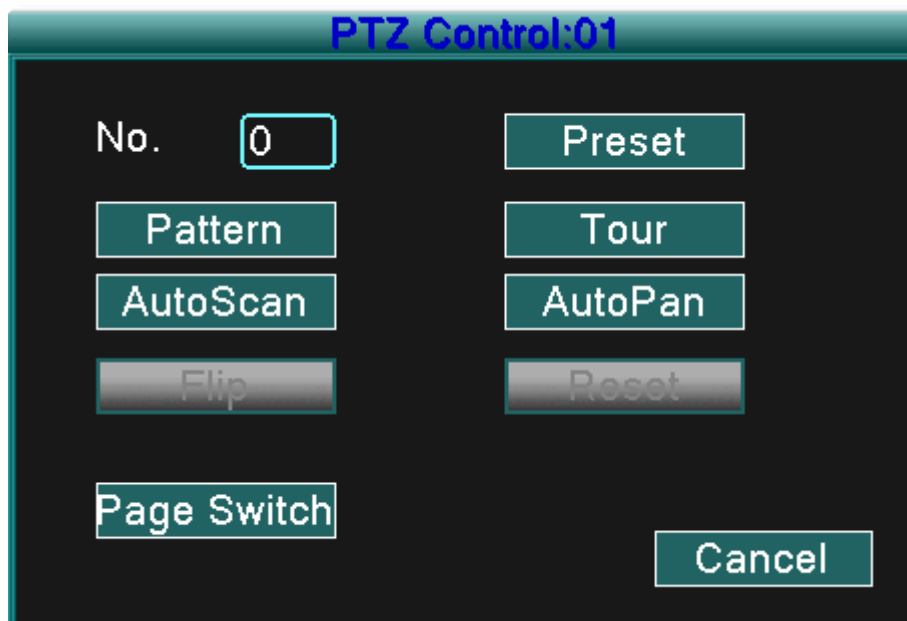 PTZ Control:01
No. 0 Preset
Pattern Tour
AutoScan AutoPan
Flip Reset
Page Switch
Cancel